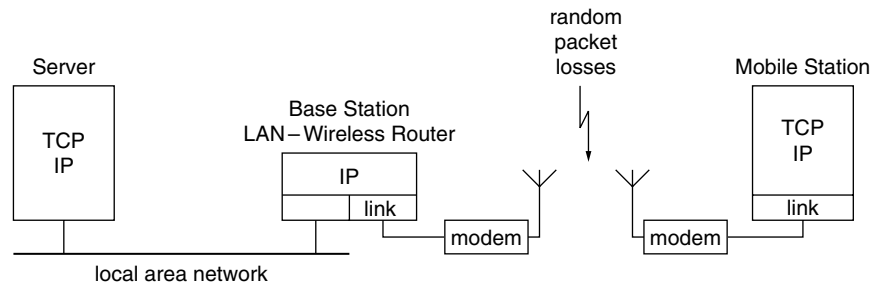 random
packet
losses
Server
Mobile Station
Base Station
LAN–Wireless Router
TCP
IP
TCP
IP
IP
link
link
modem
modem
local area network